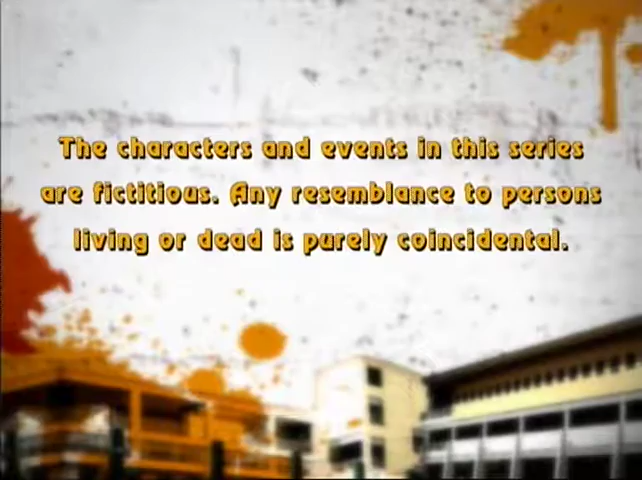 The characters and events in this series
are fictitious. Any resemblance to persons
living or dead is purely coincidental.